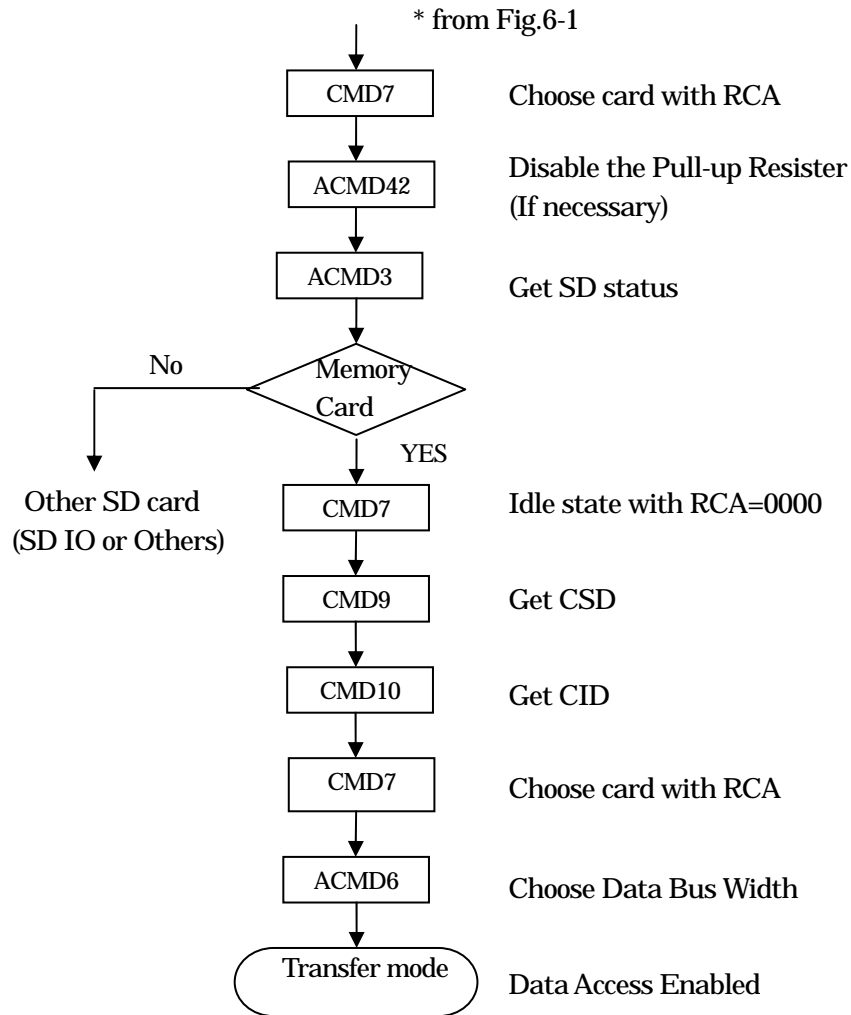 * from Fig.6-1
CMD7
Choose card with RCA
ACMD42
Disable the Pull-up Resister
(If necessary)
ACMD3
Get SD status
No
Memory
Card
YES
Other SD card
(SD IO or Others)
CMD7
Idle state with RCA=0000
CMD9
Get CSD
CMD10
Get CID
CMD7
Choose card with RCA
ACMD6
Choose Data Bus Width
Transfer mode
Data Access Enabled